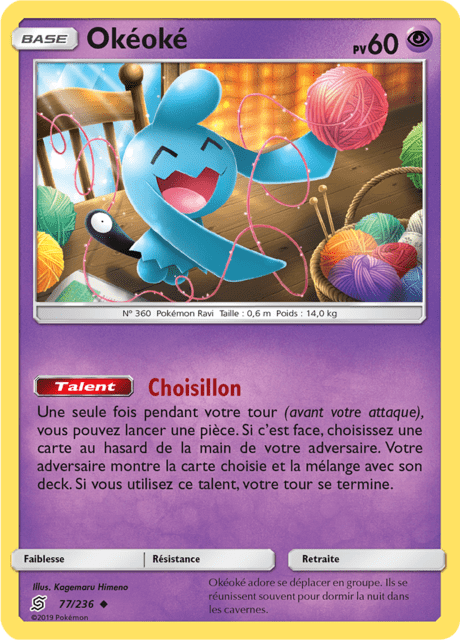 BASE Okéoké PV60
N° 360 Pokémon Ravi Taille : 0,6 m Poids : 14,0 kg
Talent Choisillon
Une seule fois pendant votre tour (avant votre attaque),
vous pouvez lancer une pièce. Si c'est face, choisissez une
carte au hasard de la main de votre adversaire. Votre
adversaire montre la carte choisie et la mélange avec son
deck. Si vous utilisez ce talent, votre tour se termine.
Faiblesse Résistance Retraite
Illus. Kagemaru Himeno
77/236
©2019 Pokémon
Okéoké adore se déplacer en groupe. Ils se
réunissent souvent pour dormir la nuit dans
les cavernes.